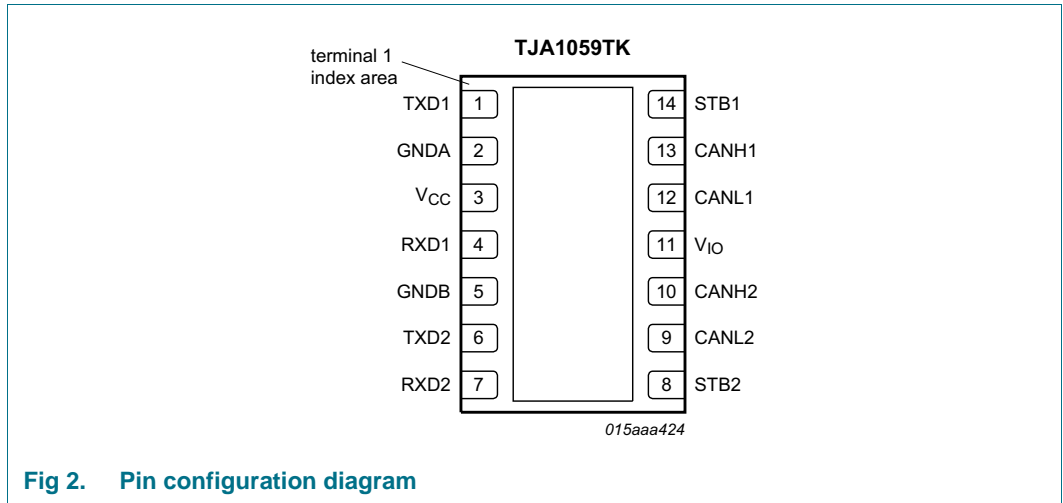 TJA1059TK
terminal 1
index area
TXD1 1 14 STB1
GNDA 2 13 CANH1
VCC 3 12 CANL1
RXD1 4 11 VIO
GNDB 5 10 CANH2
TXD2 6 9 CANL2
RXD2 7 8 STB2
015aaa424
Fig 2. Pin configuration diagram